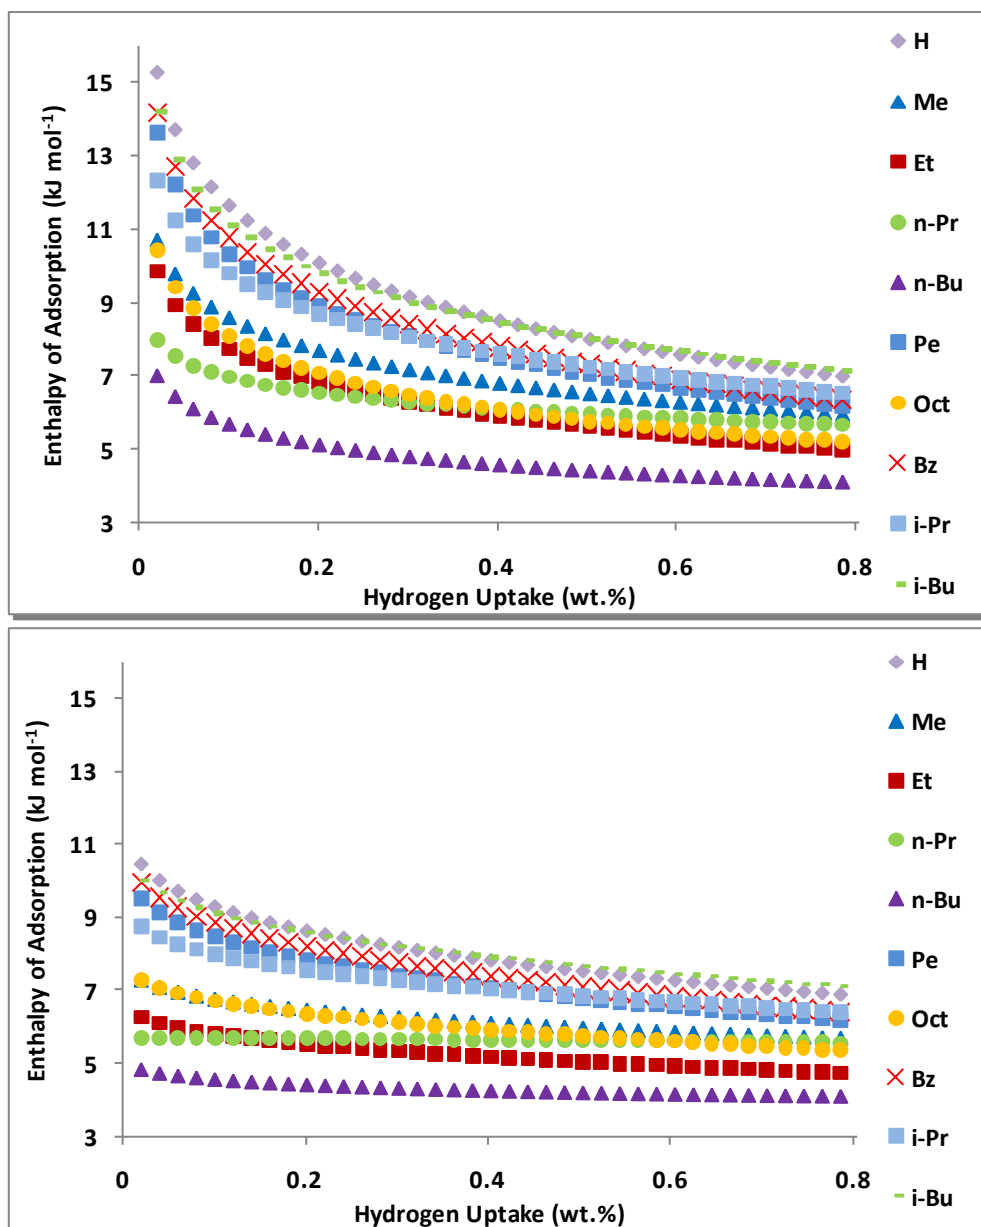 Enthalpy of Adsorption (kJ mol⁻¹)
15
13
11
9
7
5
3
0
0.2
0.4
0.6
0.8
Hydrogen Uptake (wt.%)
H
Me
Et
n-Pr
n-Bu
Pe
Oct
Bz
i-Pr
i-Bu
Enthalpy of Adsorption (kJ mol⁻¹)
15
13
11
9
7
5
3
0
0.2
0.4
0.6
0.8
Hydrogen Uptake (wt.%)
H
Me
Et
n-Pr
n-Bu
Pe
Oct
Bz
i-Pr
i-Bu